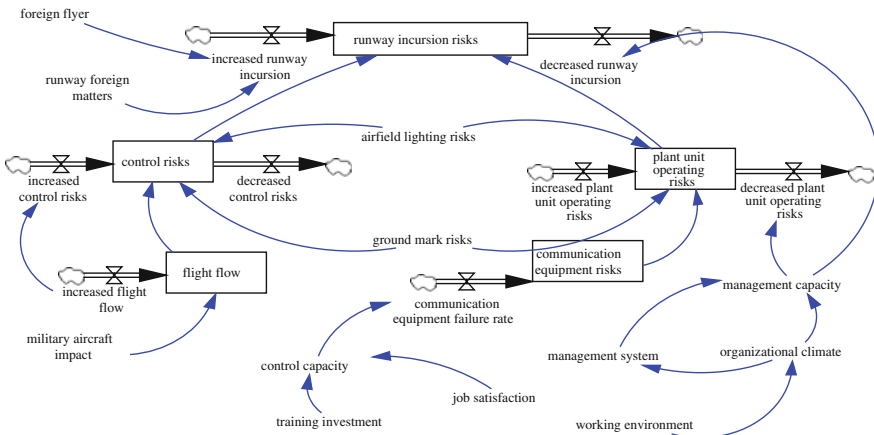 foreign flyer
runway incursion risks
increased runway
incursion
decreased runway
incursion
runway foreign
matters
airfield lighting risks
control risks
plant unit
operating
risks
increased
control risks
decreased
control risks
increased plant
unit operating
risks
decreased plant
unit operating
risks
ground mark risks
communication
equipment risks
flight flow
increased flight
flow
management capacity
communication
equipment failure rate
military aircraft
impact
control capacity
management system
organizational climate
job satisfaction
training investment
working environment